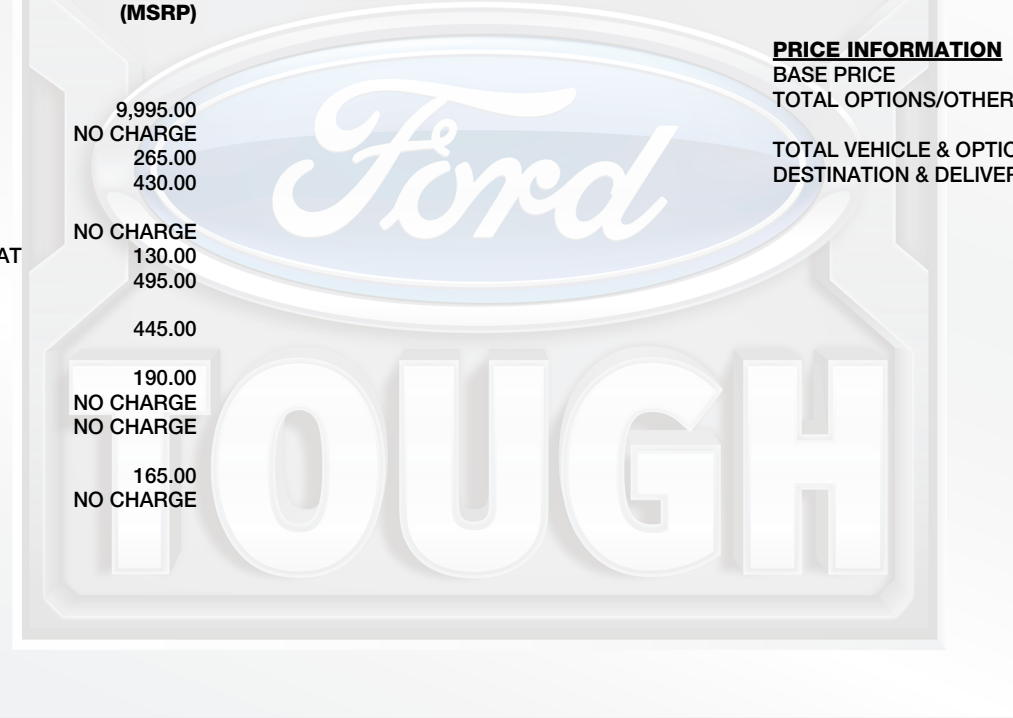 (MSRP)
9,995.00
NO CHARGE
265.00
430.00
NO CHARGE
AT
130.00
495.00
445.00
190.00
NO CHARGE
NO CHARGE
165.00
NO CHARGE
PRICE INFORMATION
BASE PRICE
TOTAL OPTIONS/OTHER
TOTAL VEHICLE & OPTIO
DESTINATION & DELIVER
Ford
TOUGH